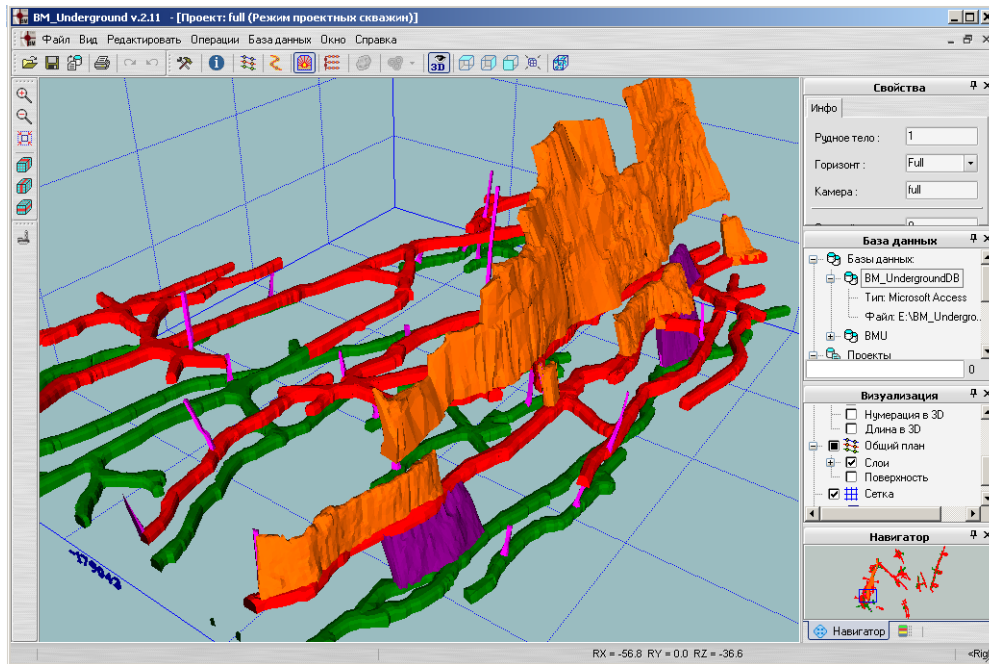 BM_Underground v.2.11 - [Проект: full (Режим проектных скважин)]
Файл Вид Редактировать Операции База данных Окно Справка
3D
Свойства
Инфо
Рудное тело : 1
Горизонт : Full
Камера : full
База данных
Базы данных:
BM_UndergroundDB
Тип: Microsoft Access
Файл: E:\BM_Undergro..
BMU
Проекты
0
Визуализация
Нумерация в 3D
Длина в 3D
Общий план
Слои
Поверхность
Сетка
Навигатор
Навигатор
-179042
RX = -56.8 RY = 0.0 RZ = -36.6
<Righ